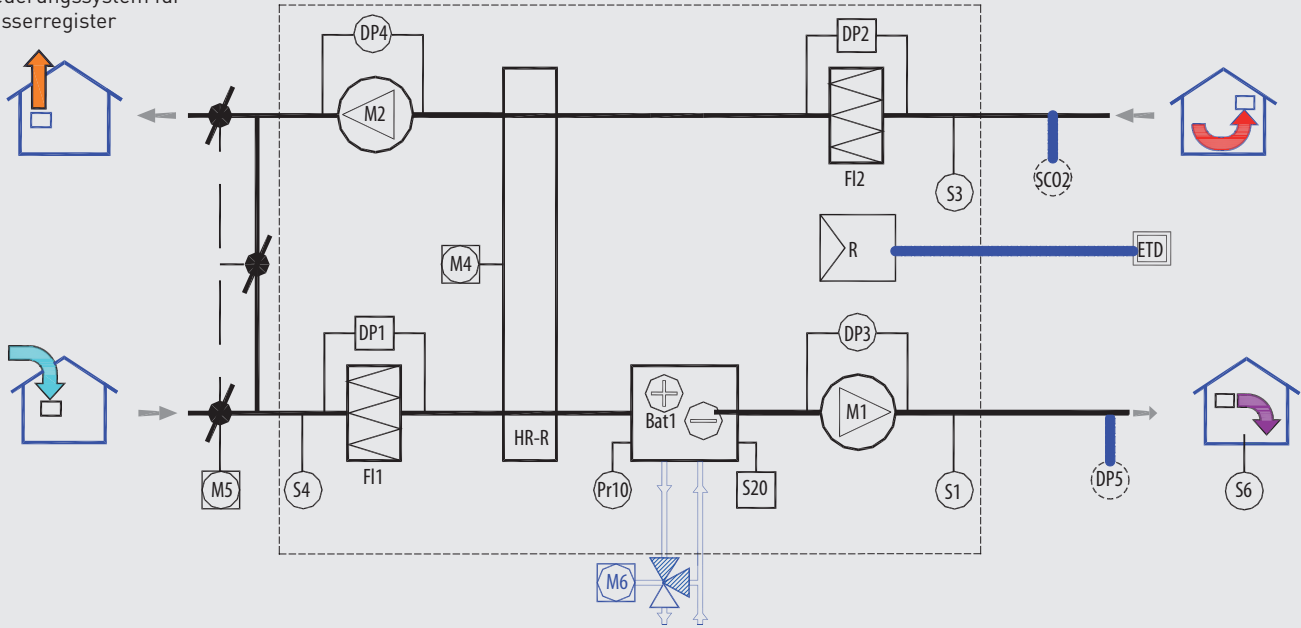 sserregister
DP4
DP2
M2
FI2
S3
SCO2
R
ETD
M4
DP1
DP3
Bat1
M1
HR-R
FI1
M5
S4
Pr10
S20
S1
DP5
S6
M6